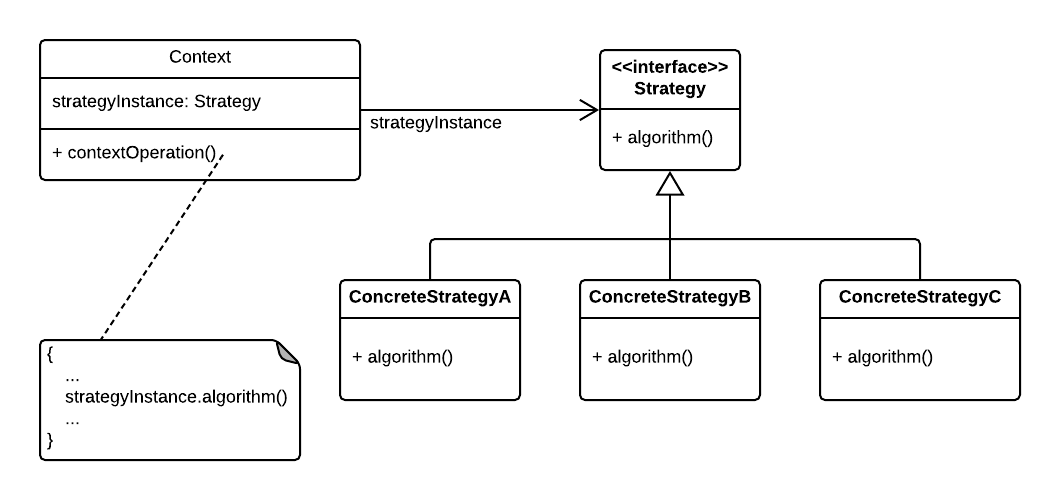 Context
strategyInstance: Strategy
+ contextOperation()
strategyInstance
<<interface>>
Strategy
+ algorithm()
ConcreteStrategyA
+ algorithm()
ConcreteStrategyB
+ algorithm()
ConcreteStrategyC
+ algorithm()
{
...
strategyInstance.algorithm()
...
}